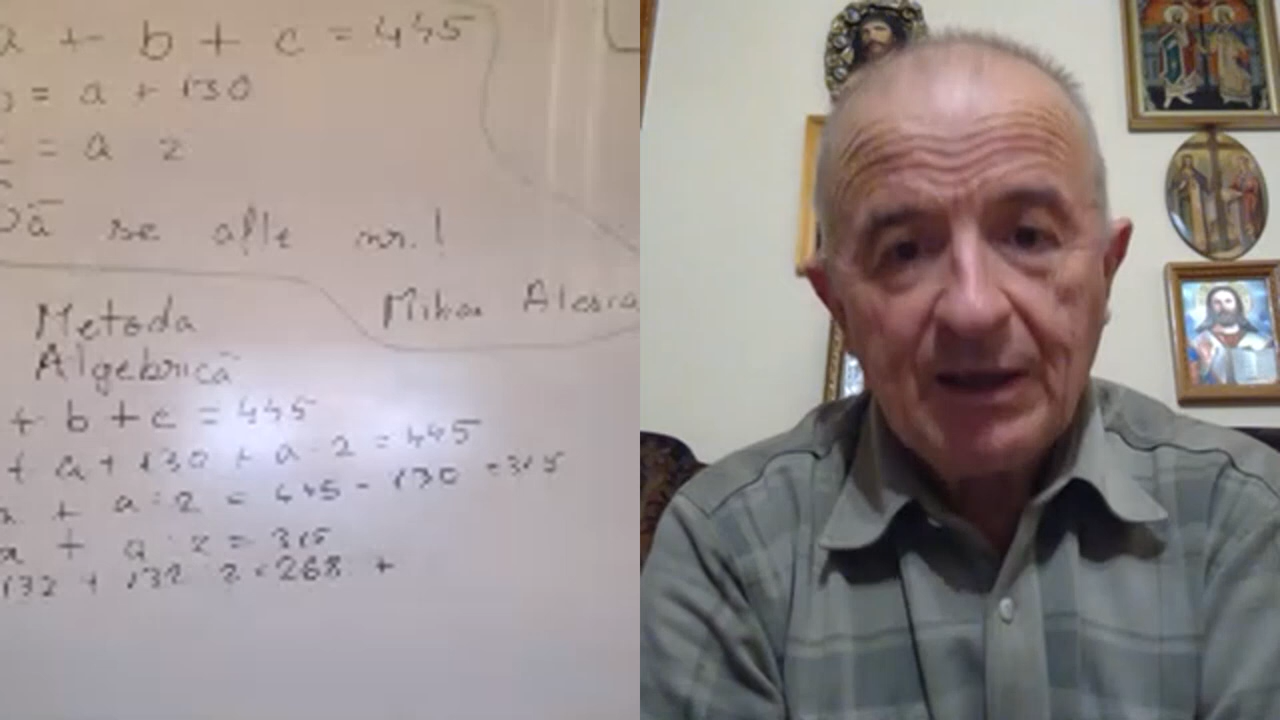 a + b + c = 445
= a + 130
= a 2
Să se afle nr.!
Metoda Mihai
Algebrică
+ b + c = 445
+ a + 130 + a : 2 = 445
+ a : 2 = 445 - 130 = 315
a + a : 2 = 315
132 + 132 2 = 268 +